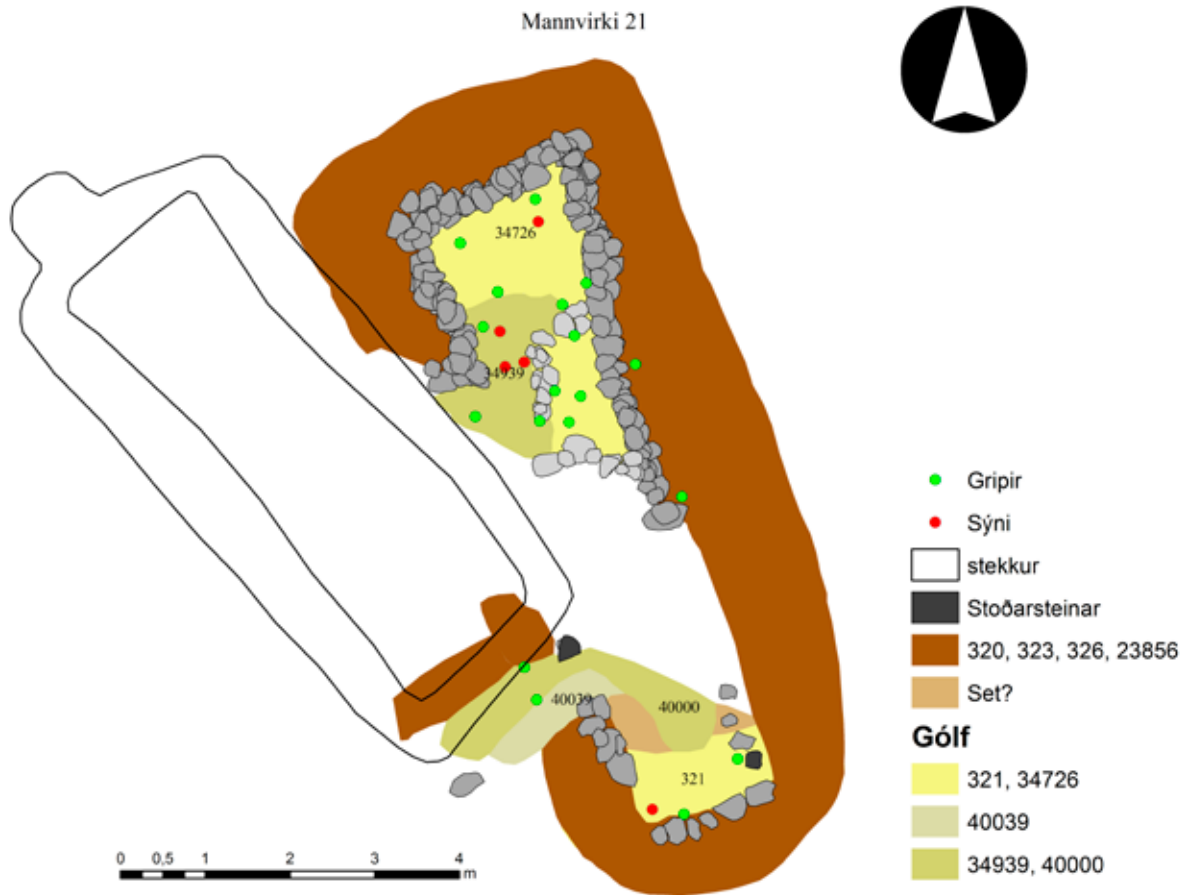 Mannvirki 21
34726
34939
40039
40000
321
Gripir
Sýni
stekkur
Stoðarsteinar
320, 323, 326, 23856
Set?
Gólf
321, 34726
40039
34939, 40000
0 0,5 1 2 3 4
m